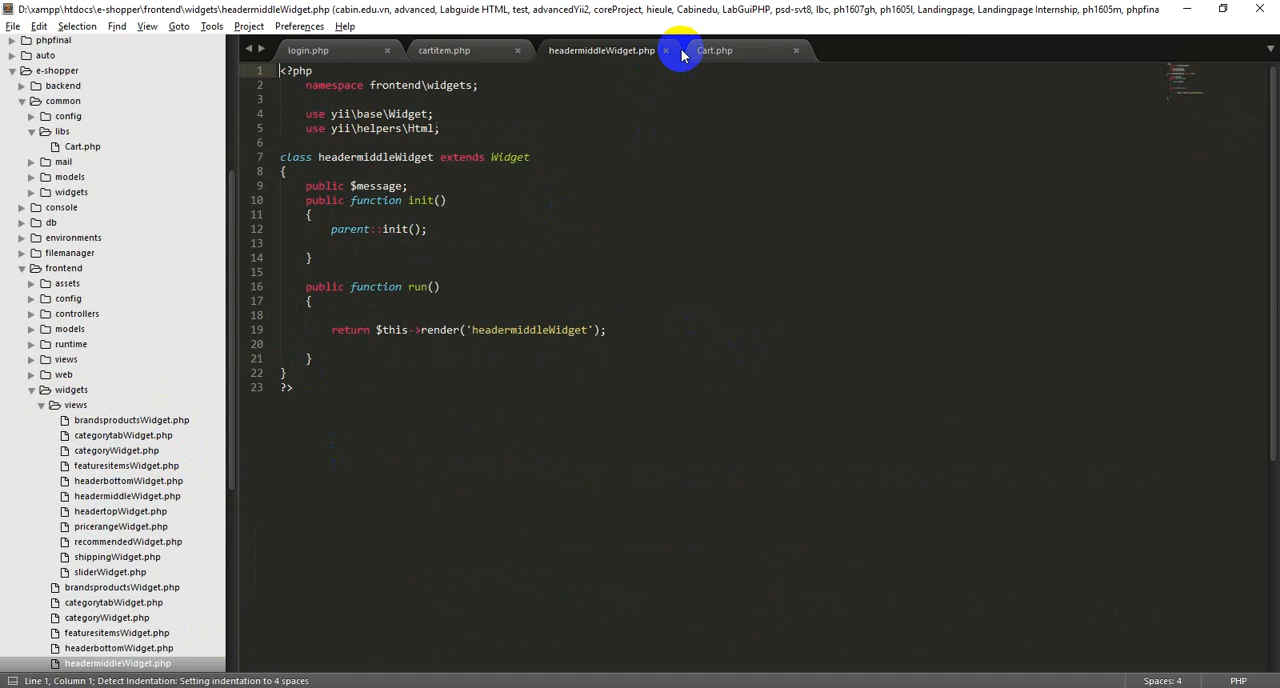 D:\xampp\htdocs\e-shopper\frontend\widgets\headermiddleWidget.php (cabin.edu.vn, advanced, Labguide HTML, test, advancedYii2, coreProject, hieule, Cabinedu, LabGuiPHP, psd-svt8, lbc, ph1607gh, ph1605l, Landingpage, Landingpage Internship, ph1605m, phpfina
File Edit Selection Find View Goto Tools Project Preferences Help
phpfinal
auto
e-shopper
backend
common
config
libs
Cart.php
mail
models
widgets
console
db
environments
filemanager
frontend
assets
config
controllers
models
runtime
views
web
widgets
views
brandsproductsWidget.php
categorytabWidget.php
categoryWidget.php
featuresitemsWidget.php
headerbottomWidget.php
headermiddleWidget.php
headertopWidget.php
pricerangeWidget.php
recommendedWidget.php
shippingWidget.php
sliderWidget.php
brandsproductsWidget.php
categorytabWidget.php
categoryWidget.php
featuresitemsWidget.php
headerbottomWidget.php
headermiddleWidget.php
login.php × cartitem.php × headermiddleWidget.php × Cart.php ×
1 <?php
2 namespace frontend\widgets;
3
4 use yii\base\Widget;
5 use yii\helpers\Html;
6
7 class headermiddleWidget extends Widget
8 {
9 public $message;
10 public function init()
11 {
12 parent::init();
13
14 }
15
16 public function run()
17 {
18
19 return $this->render('headermiddleWidget');
20
21 }
22 }
23 ?>
Line 1, Column 1; Detect Indentation: Setting indentation to 4 spaces Spaces: 4 PHP